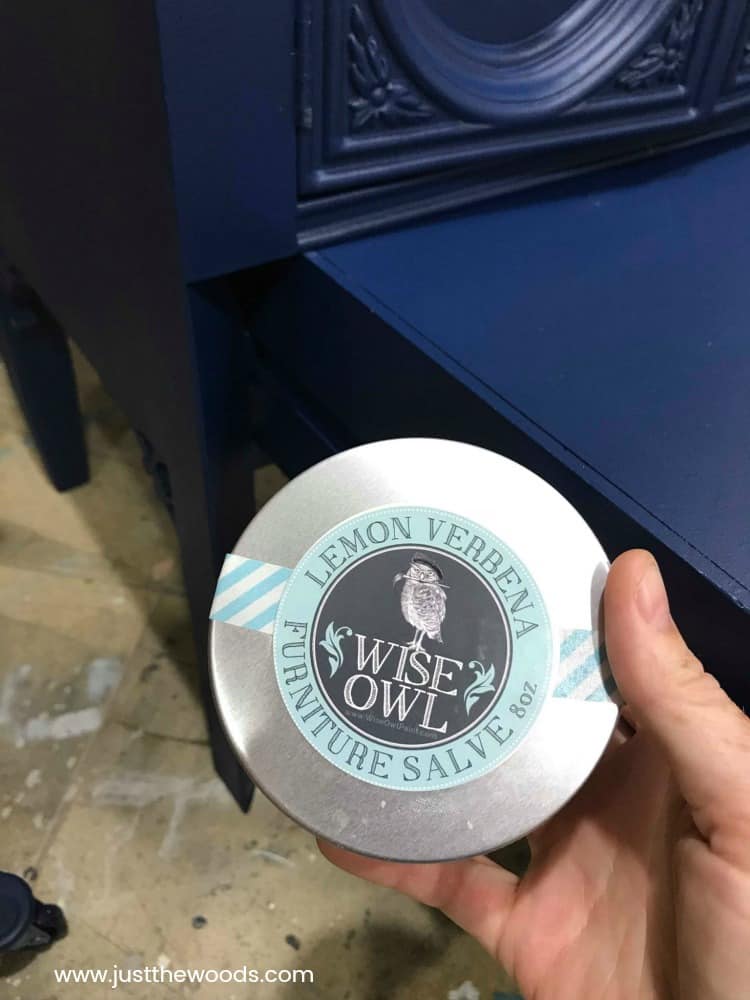 LEMON VERBENA
WISE
OWL
www.WiseOwlPaint.com
FURNITURE SALVE 8oz
www.justthewoods.com